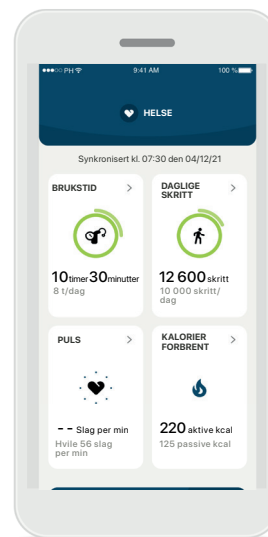 PH 9:41 AM 100 %
HELSE
Synkronisert kl. 07:30 den 04/12/21
BRUKSTID
10timer30minutter
8 t/dag
DAGLIGE
SKRITT
12 600 skritt
10 000 skritt/
dag
PULS
– – Slag per min
Hvile 56 slag
per min
KALORIER
FORBRENT
220 aktive kcal
125 passive kcal